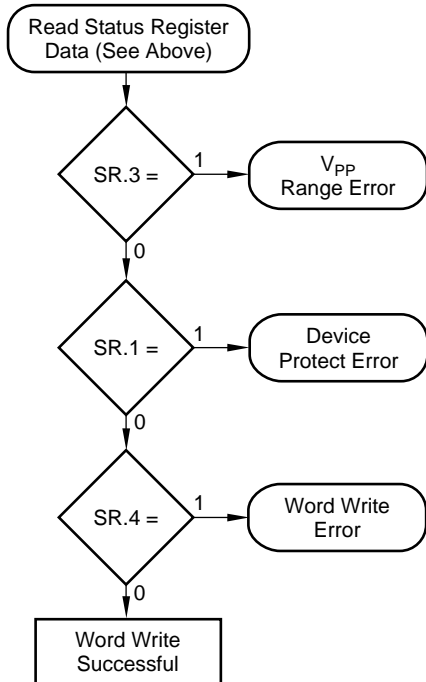 Read Status Register
Data (See Above)
SR.3 =
1
VPP
Range Error
0
SR.1 =
1
Device
Protect Error
0
SR.4 =
1
Word Write
Error
0
Word Write
Successful